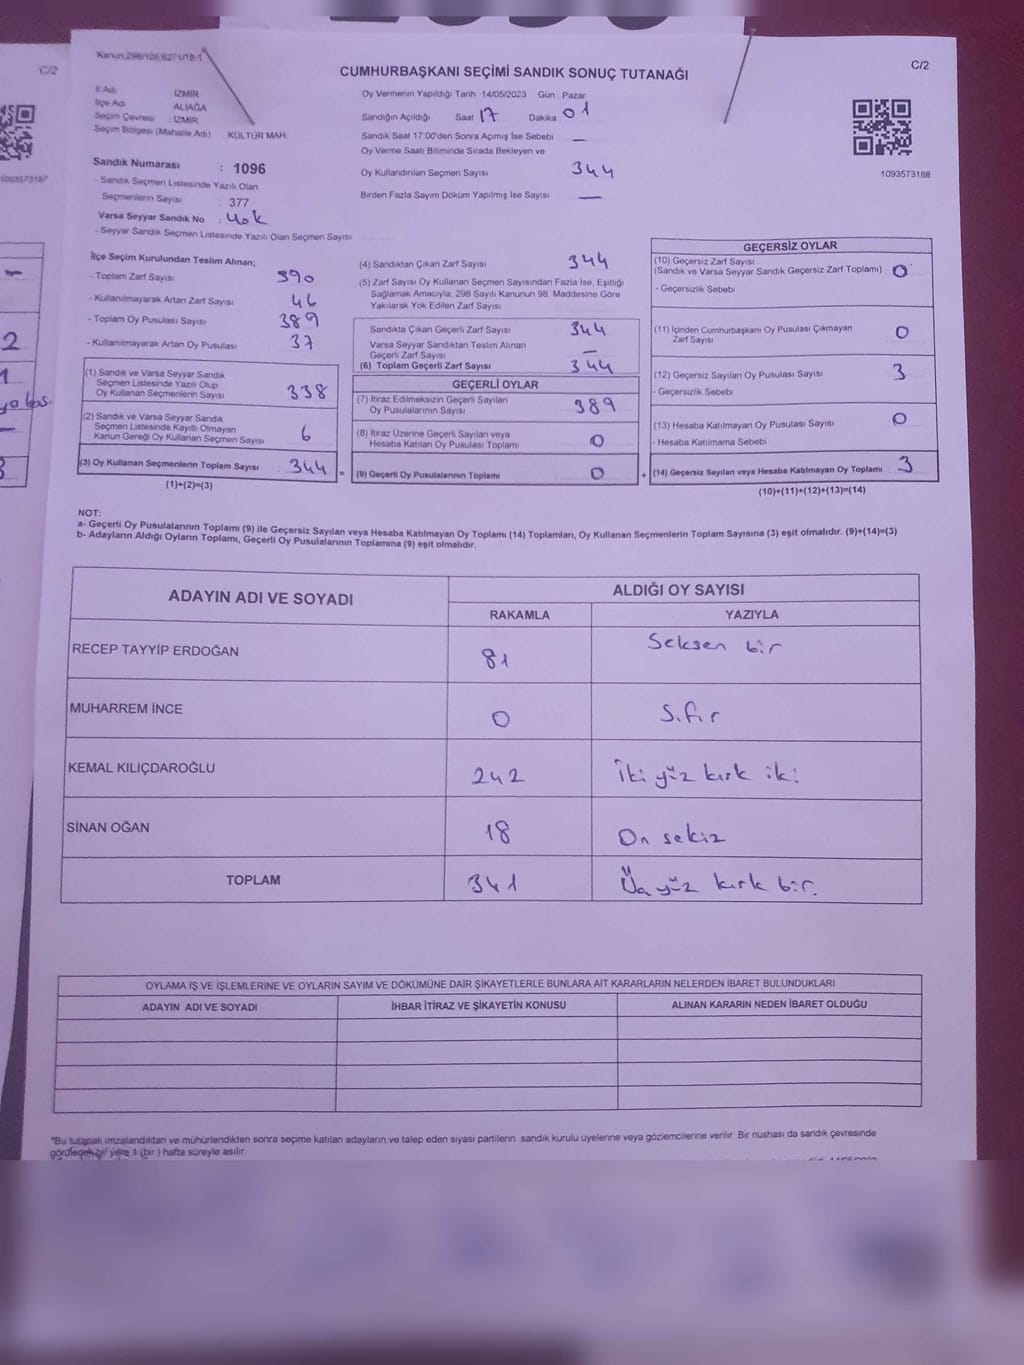 Kanun,298/105,6271/18-1
C/2
C/2
CUMHURBAŞKANI SEÇİMİ SANDIK SONUÇ TUTANAĞI
İl Adı İZMİR
İlçe Adı ALİAĞA
Seçim Çevresi : İZMİR
Seçim Bölgesi (Mahalle Adı) KÜLTÜR MAH.
Oy Vermenin Yapıldığı Tarih 14/05/2023 Gün Pazar
Sandığın Açıldığı Saat 17 Dakika 01
Sandık Saat 17:00'den Sonra Açımış İse Sebebi —
Oy Verme Saati Bitiminde Sırada Bekleyen ve
Oy Kullandırılan Seçmen Sayısı 344
Birden Fazla Sayım Döküm Yapılmış İse Sayısı —
1093573187
1093573188
Sandık Numarası : 1096
- Sandık Seçmen Listesinde Yazılı Olan
Seçmenlerin Sayısı : 377
Varsa Seyyar Sandık No : Yok
- Seyyar Sandık Seçmen Listesinde Yazılı Olan Seçmen Sayısı
İlçe Seçim Kurulundan Teslim Alınan;
- Toplam Zarf Sayısı 390
- Kullanılmayarak Artan Zarf Sayısı 46
- Toplam Oy Pusulası Sayısı 389
- Kullanılmayarak Artan Oy Pusulası 37
(1) Sandık ve Varsa Seyyar Sandık
Seçmen Listesinde Yazılı Olup
Oy Kullanan Seçmenlerin Sayısı 338
(2) Sandık ve Varsa Seyyar Sandık
Seçmen Listesinde Kayıtlı Olmayan
Kanun Gereği Oy Kullanan Seçmen Sayısı 6
(3) Oy Kullanan Seçmenlerin Toplam Sayısı 344 =
(1)+(2)=(3)
(4) Sandıktan Çıkan Zarf Sayısı 344
(5) Zarf Sayısı Oy Kullanan Seçmen Sayısından Fazla İse, Eşitliği
Sağlamak Amacıyla, 298 Sayılı Kanunun 98. Maddesine Göre
Yakılarak Yok Edilen Zarf Sayısı
Sandıkta Çıkan Geçerli Zarf Sayısı 344
Varsa Seyyar Sandıktan Teslim Alınan
Geçerli Zarf Sayısı —
(6) Toplam Geçerli Zarf Sayısı 344
GEÇERLİ OYLAR
(7) İtiraz Edilmeksizin Geçerli Sayılan
Oy Pusulalarının Sayısı 389
(8) İtiraz Üzerine Geçerli Sayılan veya
Hesaba Katılan Oy Pusulası Toplamı 0
(9) Geçerli Oy Pusulalarının Toplamı 0 +
GEÇERSİZ OYLAR
(10) Geçersiz Zarf Sayısı
(Sandık ve Varsa Seyyar Sandık Geçersiz Zarf Toplamı) 0
- Geçersizlik Sebebi
(11) İçinden Cumhurbaşkanı Oy Pusulası Çıkmayan
Zarf Sayısı 0
(12) Geçersiz Sayılan Oy Pusulası Sayısı 3
- Geçersizlik Sebebi
(13) Hesaba Katılmayan Oy Pusulası Sayısı 0
- Hesaba Katılmama Sebebi
(14) Geçersiz Sayılan veya Hesaba Katılmayan Oy Toplamı 3
(10)+(11)+(12)+(13)=(14)
NOT:
a- Geçerli Oy Pusulalarının Toplamı (9) ile Geçersiz Sayılan veya Hesaba Katılmayan Oy Toplamı (14) Toplamları, Oy Kullanan Seçmenlerin Toplam Sayısına (3) eşit olmalıdır. (9)+(14)=(3)
b- Adayların Aldığı Oyların Toplamı, Geçerli Oy Pusulalarının Toplamına (9) eşit olmalıdır.
ADAYIN ADI VE SOYADI
ALDIĞI OY SAYISI
RAKAMLA YAZIYLA
RECEP TAYYİP ERDOĞAN 81 Seksen bir
MUHARREM İNCE 0 Sıfır
KEMAL KILIÇDAROĞLU 242 İki yüz kırk iki
SİNAN OĞAN 18 On sekiz
TOPLAM 341 Üç yüz kırk bir.
OYLAMA İŞ VE İŞLEMLERİNE VE OYLARIN SAYIM VE DÖKÜMÜNE DAİR ŞİKAYETLERLE BUNLARA AİT KARARLARIN NELERDEN İBARET BULUNDUKLARI
ADAYIN ADI VE SOYADI İHBAR İTİRAZ VE ŞİKAYETİN KONUSU ALINAN KARARIN NEDEN İBARET OLDUĞU
"Bu tutanak imzalandıktan ve mühürlendikten sonra seçime katılan adayların ve talep eden siyasi partilerin sandık kurulu üyelerine veya gözlemcilerine verilir. Bir nüshası da sandık çevresinde
görülecek bir yere 1 (bir ) hafta süreyle asılır.